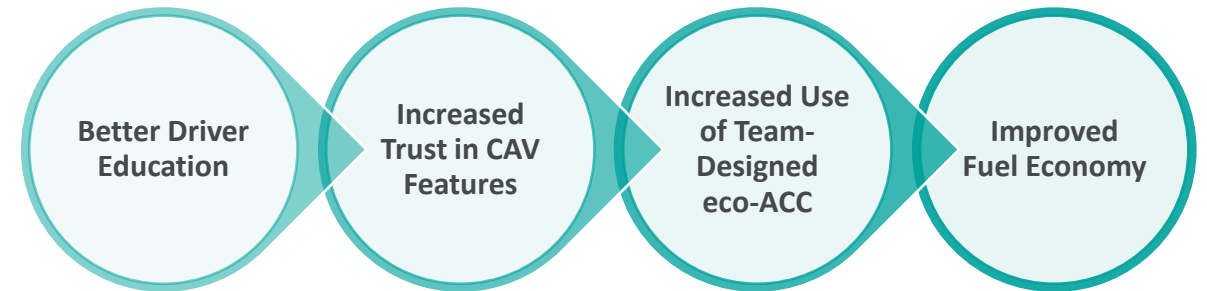 Better Driver
Education
Increased
Trust in CAV
Features
Increased Use
of Team-
Designed
eco-ACC
Improved
Fuel Economy